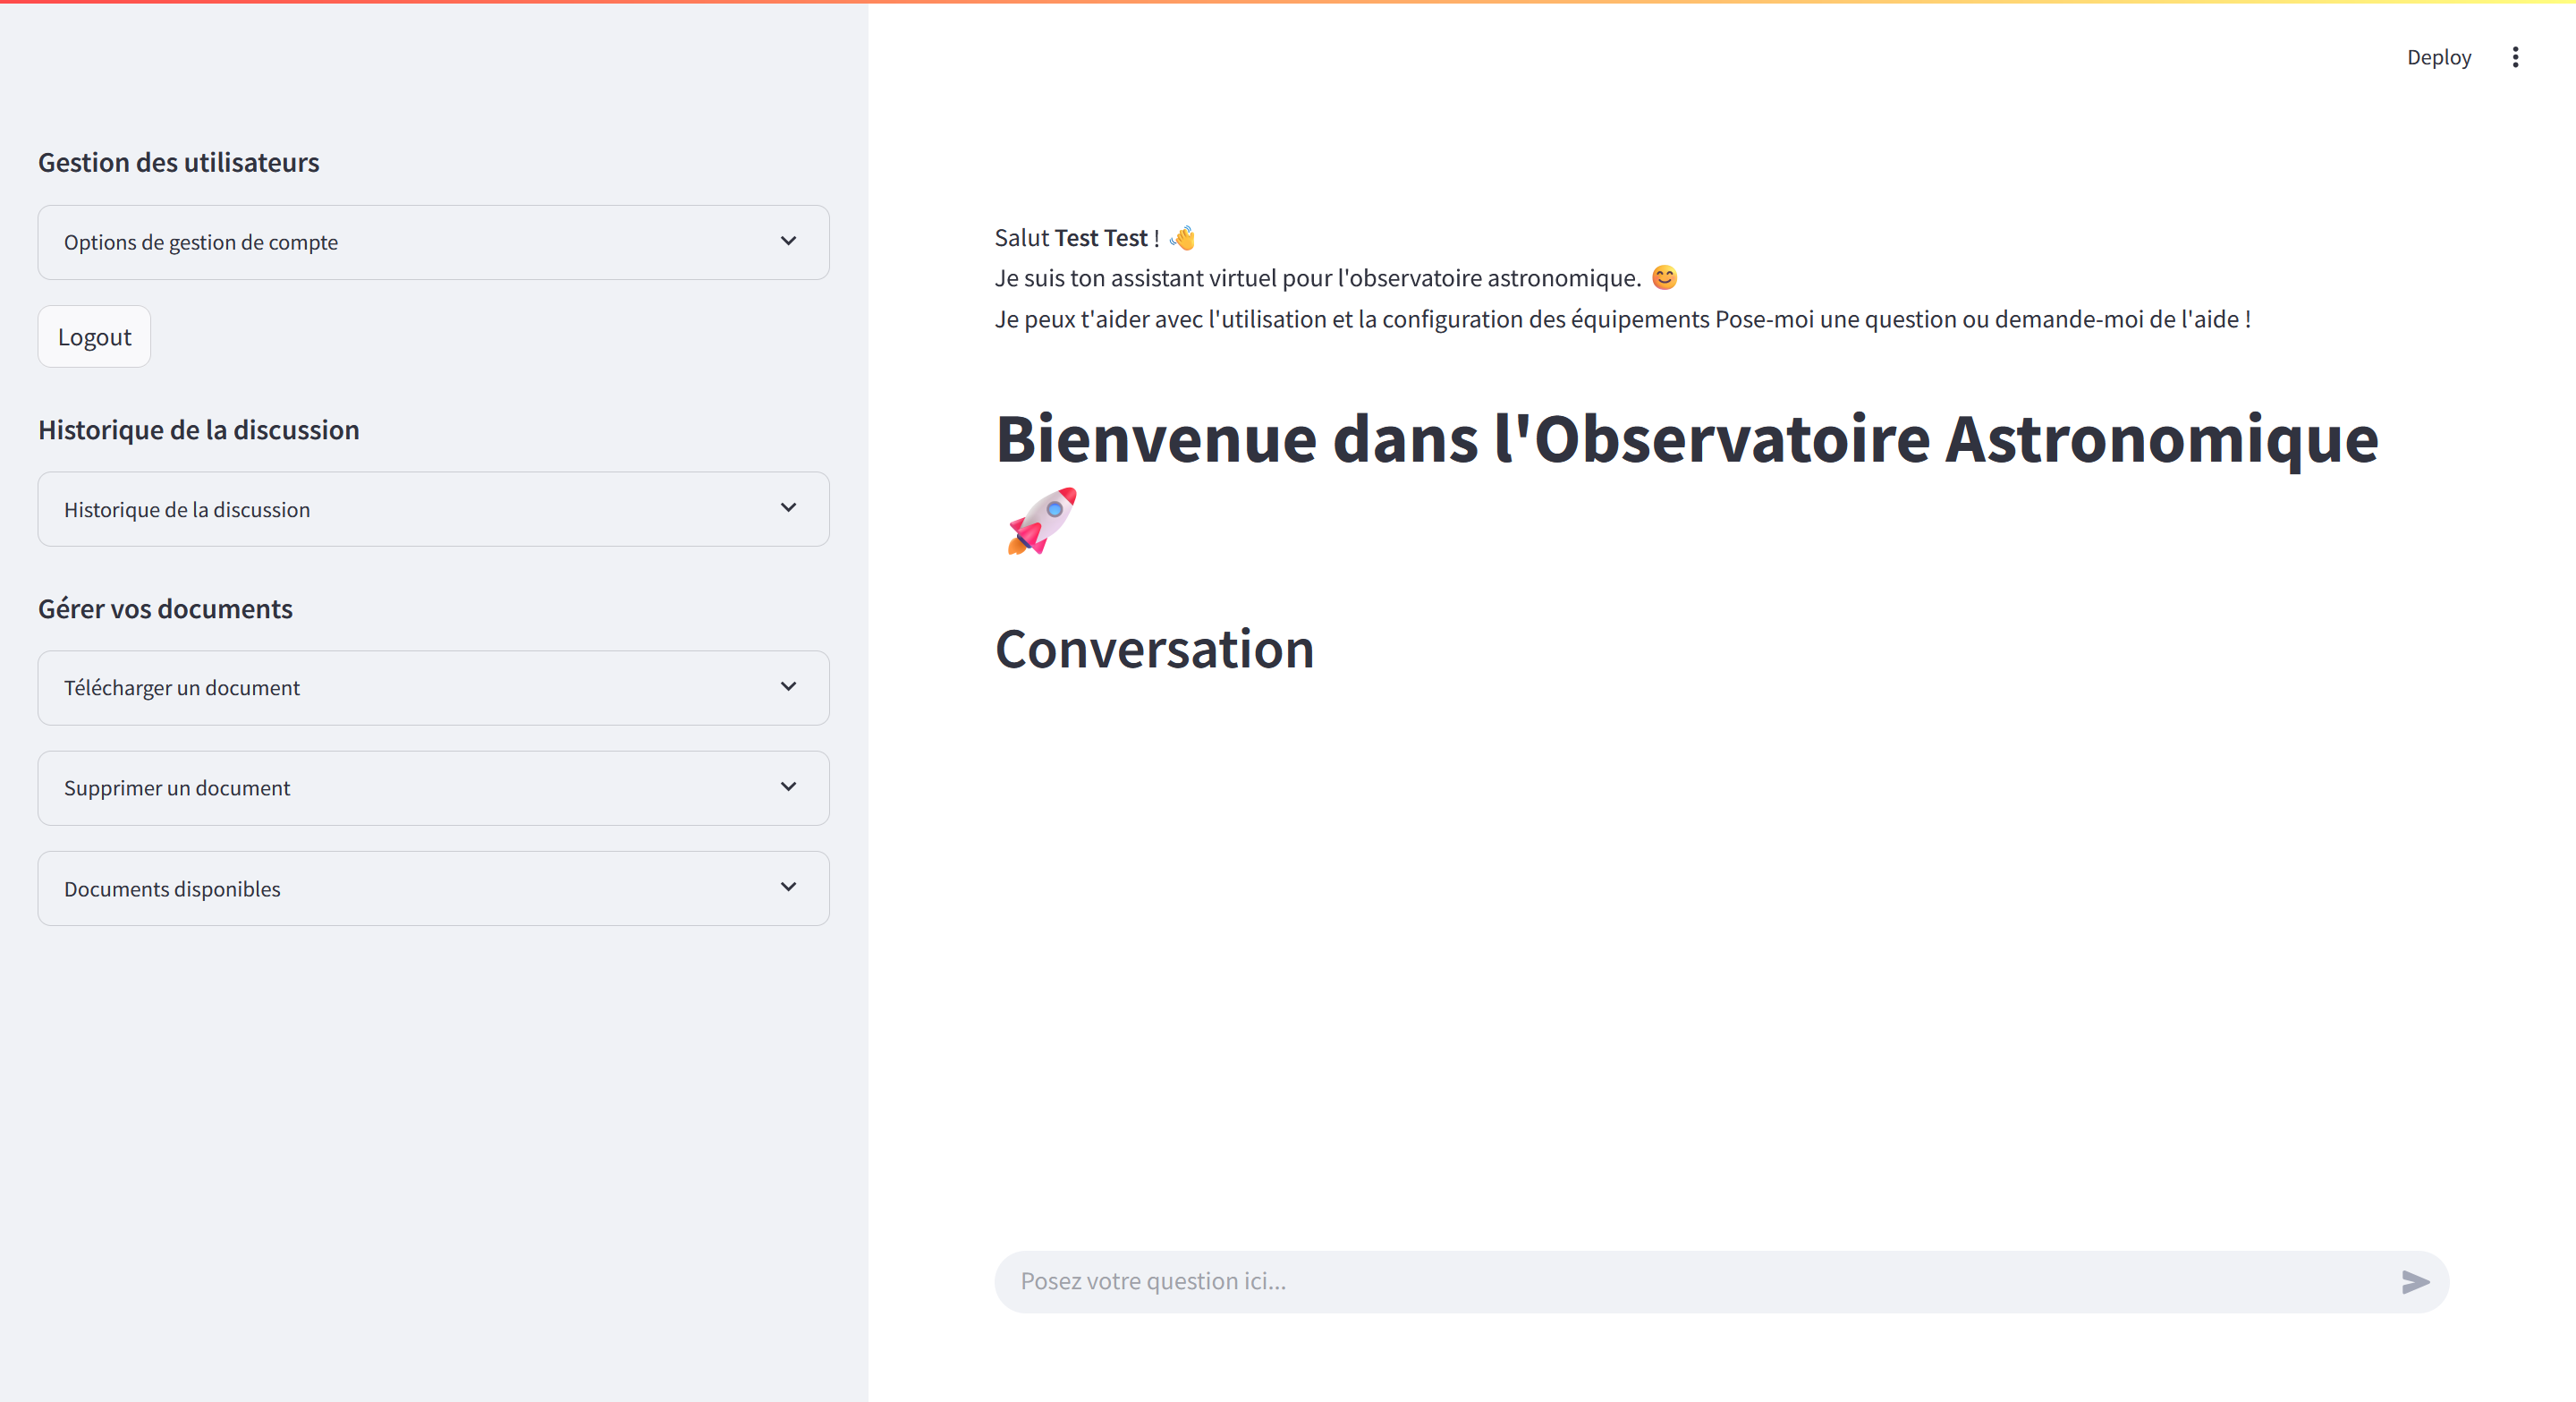 Deploy
Gestion des utilisateurs
Options de gestion de compte
Logout
Historique de la discussion
Historique de la discussion
Gérer vos documents
Télécharger un document
Supprimer un document
Documents disponibles
Salut Test Test ! 👋
Je suis ton assistant virtuel pour l'observatoire astronomique. 😊
Je peux t'aider avec l'utilisation et la configuration des équipements Pose-moi une question ou demande-moi de l'aide !
Bienvenue dans l'Observatoire Astronomique
🚀
Conversation
Posez votre question ici...